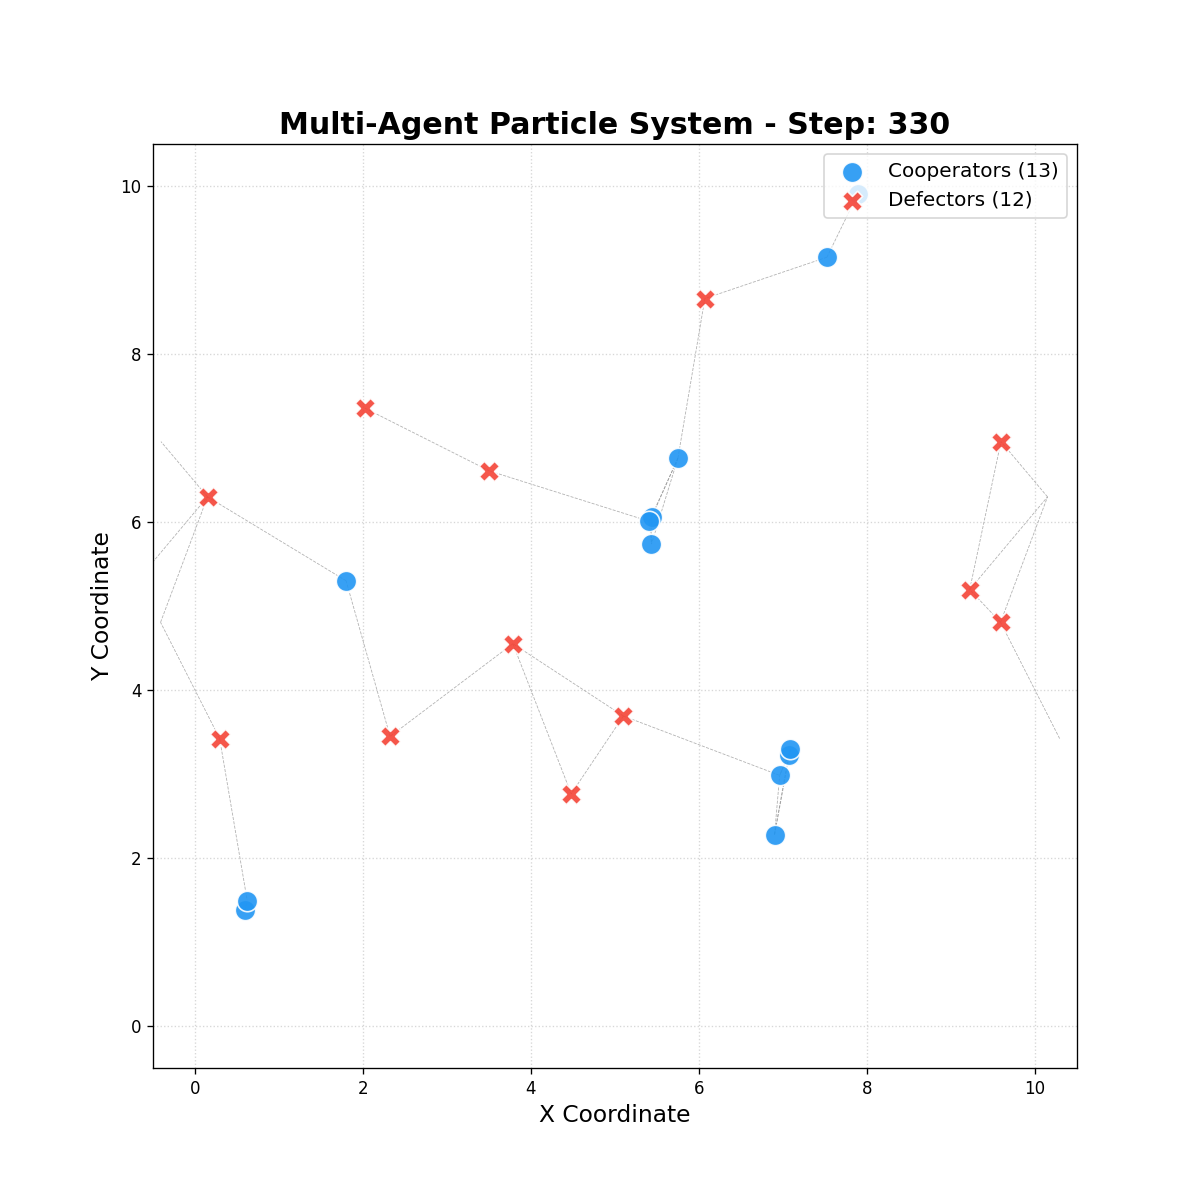 Multi-Agent Particle System - Step: 330
Cooperators (13)
Defectors (12)
10
8
6
4
2
0
Y Coordinate
0 2 4 6 8 10
X Coordinate